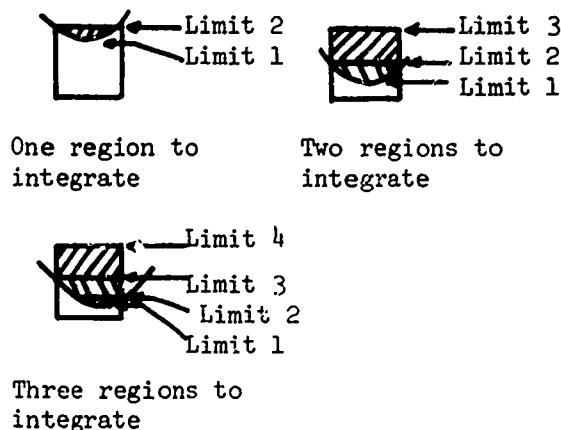 Limit 2
Limit 1
One region to
integrate
Limit 3
Limit 2
Limit 1
Two regions to
integrate
Limit 4
Limit 3
Limit 2
Limit 1
Three regions to
integrate